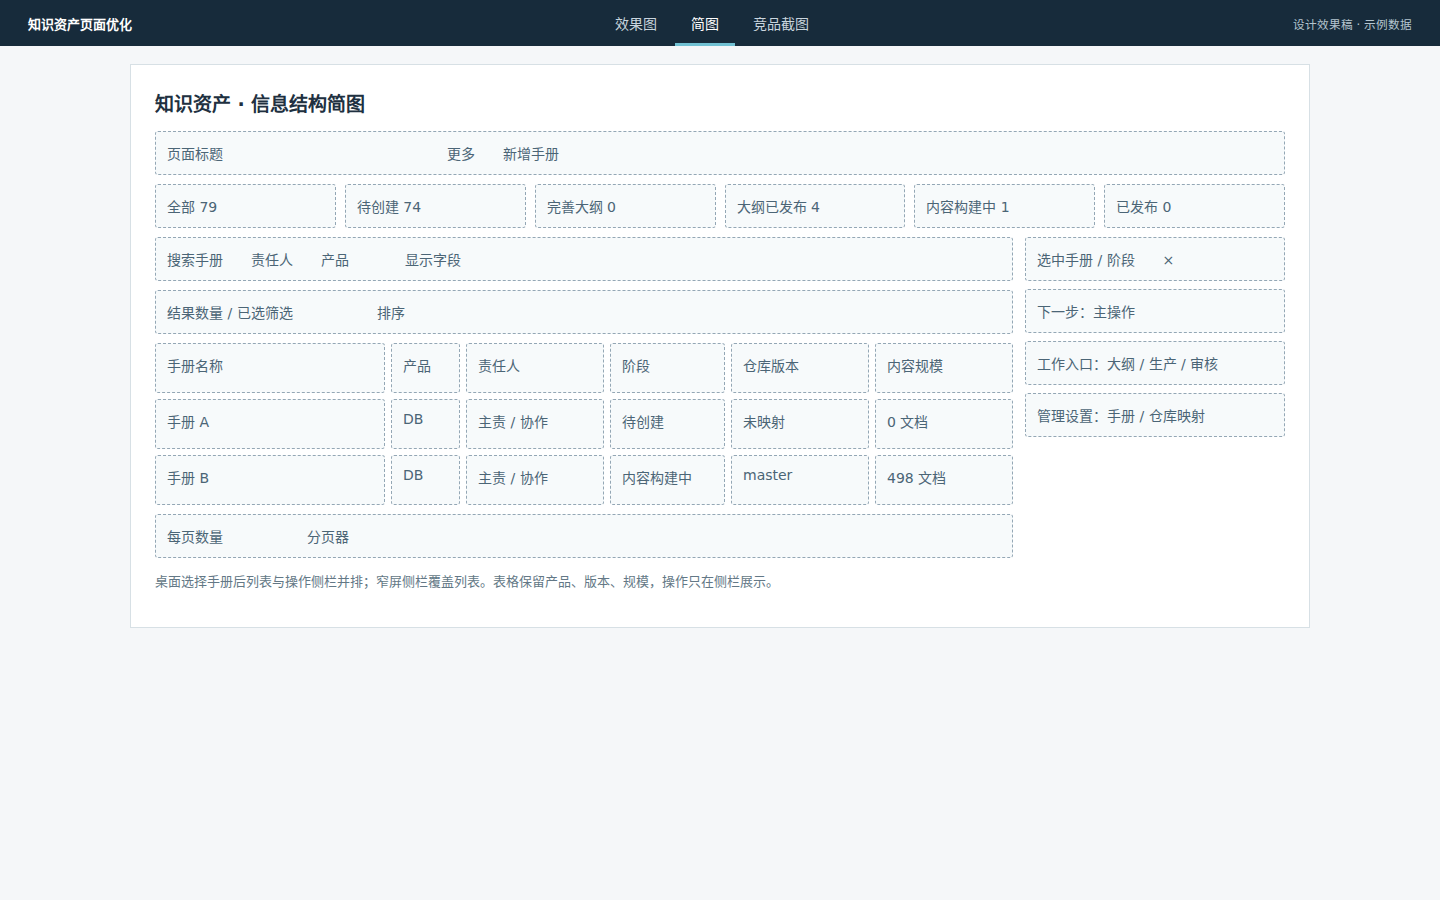 知识资产页面优化
效果图 简图 竞品截图
设计效果稿 · 示例数据
知识资产 · 信息结构简图
页面标题 更多 新增手册
全部 79 待创建 74 完善大纲 0 大纲已发布 4 内容构建中 1 已发布 0
搜索手册 责任人 产品 显示字段
结果数量 / 已选筛选 排序
手册名称 产品 责任人 阶段 仓库版本 内容规模
手册 A DB 主责 / 协作 待创建 未映射 0 文档
手册 B DB 主责 / 协作 内容构建中 master 498 文档
每页数量 分页器
选中手册 / 阶段 ×
下一步：主操作
工作入口：大纲 / 生产 / 审核
管理设置：手册 / 仓库映射
桌面选择手册后列表与操作侧栏并排；窄屏侧栏覆盖列表。表格保留产品、版本、规模，操作只在侧栏展示。